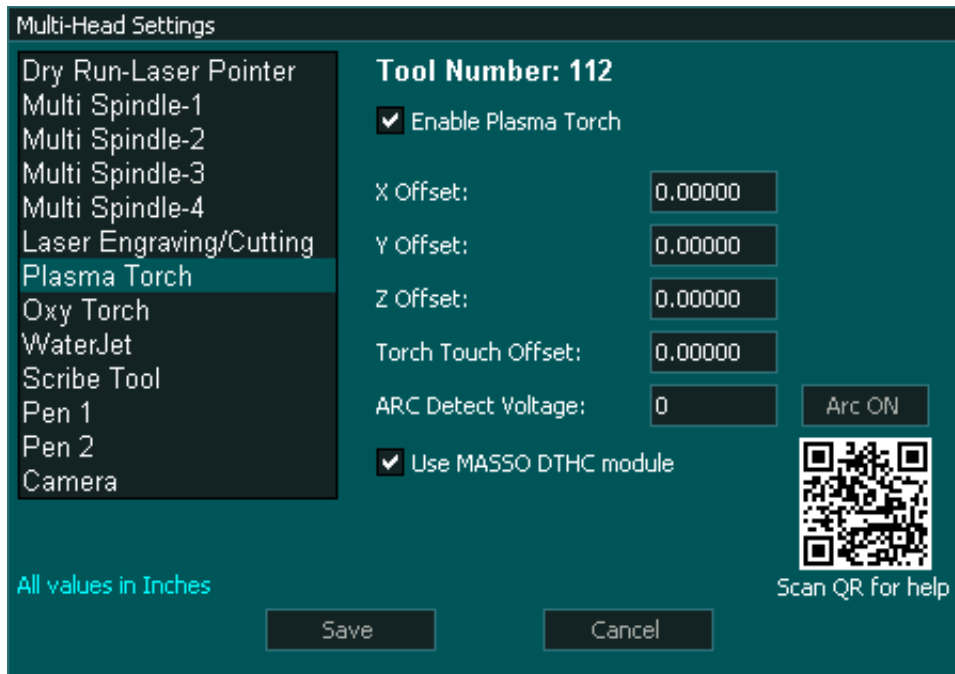 Multi-Head Settings
Dry Run-Laser Pointer
Multi Spindle-1
Multi Spindle-2
Multi Spindle-3
Multi Spindle-4
Laser Engraving/Cutting
Plasma Torch
Oxy Torch
WaterJet
Scribe Tool
Pen 1
Pen 2
Camera
Tool Number: 112
Enable Plasma Torch
X Offset: 0.00000
Y Offset: 0.00000
Z Offset: 0.00000
Torch Touch Offset: 0.00000
ARC Detect Voltage: 0 Arc ON
Use MASSO DTHC module
Scan QR for help
All values in Inches
Save Cancel